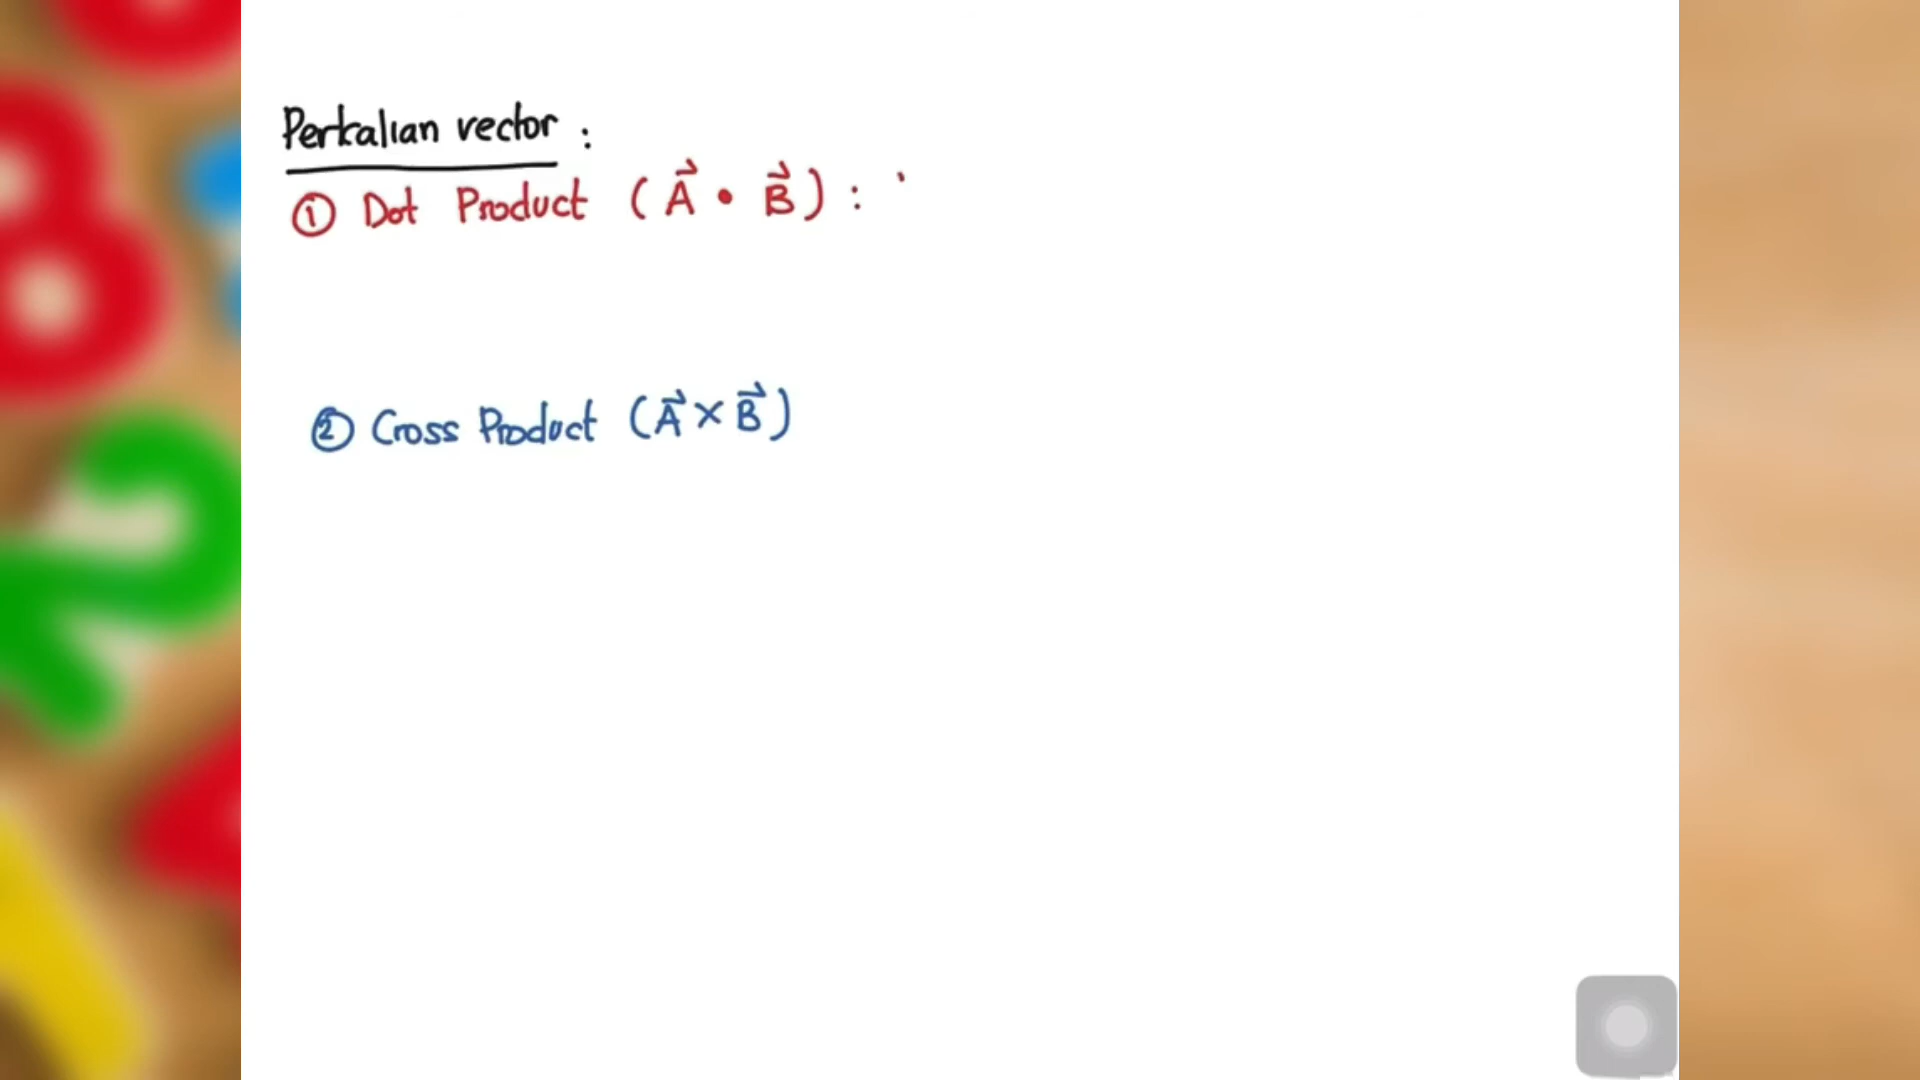 Perkalian vector :
① Dot Product ( A⃗ • B⃗ ) :
② Cross Product ( A⃗ × B⃗ )